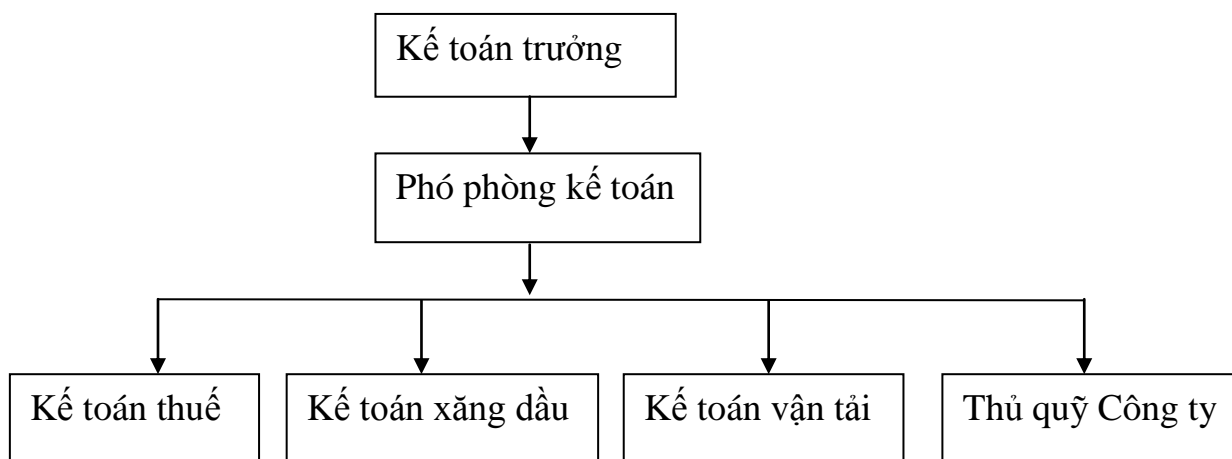 Kế toán trưởng
Phó phòng kế toán
Kế toán thuế
Kế toán xăng dầu
Kế toán vận tải
Thủ quỹ Công ty